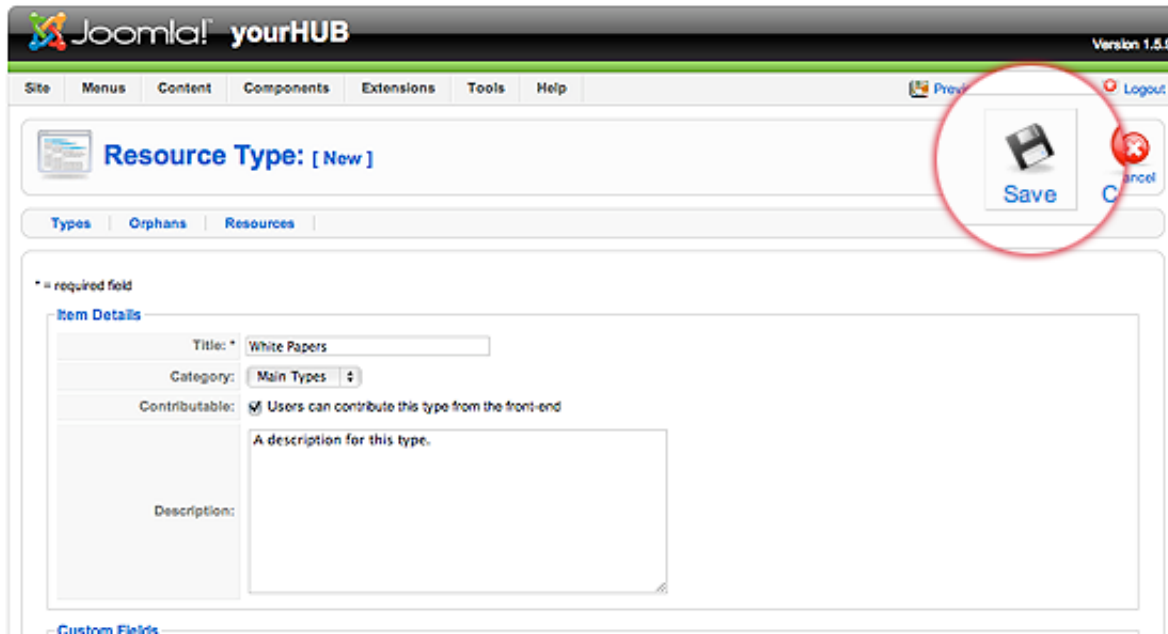 Joomla! yourHUB
Version 1.5.
Site Menus Content Components Extensions Tools Help Logout
Resource Type: [ New ]
Save
Types Orphans Resources
* = required field
Item Details
Title: * White Papers
Category: Main Types
Contributable: Users can contribute this type from the front-end
A description for this type.
Description:
Custom Fields